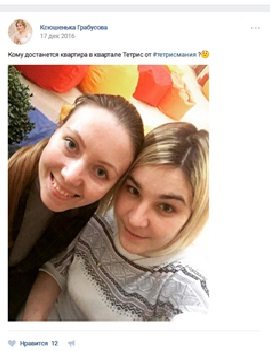 Ксюшенька Грабусова
17 дек 2016
Кому достанется квартира в квартале Тетрис от #тетрисмания ?
Нравится 12